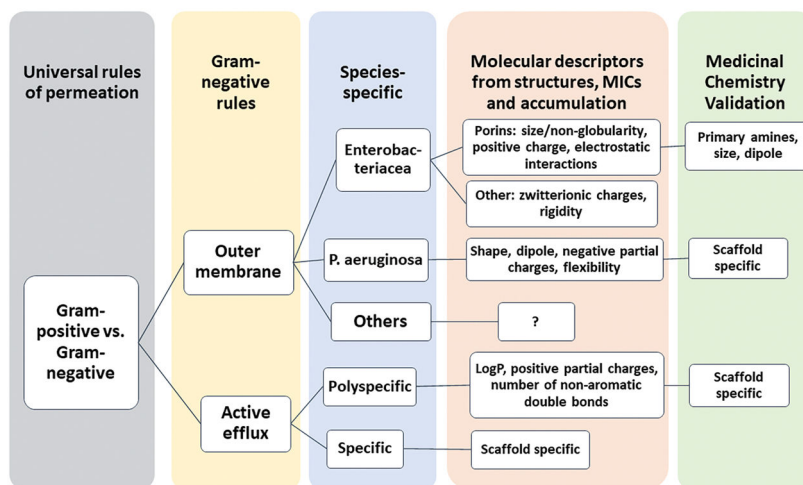 Universal rules
of permeation
Gram-
negative
rules
Species-
specific
Molecular descriptors
from structures, MICs
and accumulation
Medicinal
Chemistry
Validation
Gram-
positive vs.
Gram-
negative
Outer
membrane
Active
efflux
Enterobac-
teriacea
P. aeruginosa
Others
Polyspecific
Specific
Porins: size/non-globularity,
positive charge, electrostatic
interactions
Other: zwitterionic charges,
rigidity
Shape, dipole, negative partial
charges, flexibility
?
LogP, positive partial charges,
number of non-aromatic
double bonds
Scaffold specific
Primary amines,
size, dipole
Scaffold
specific
Scaffold
specific